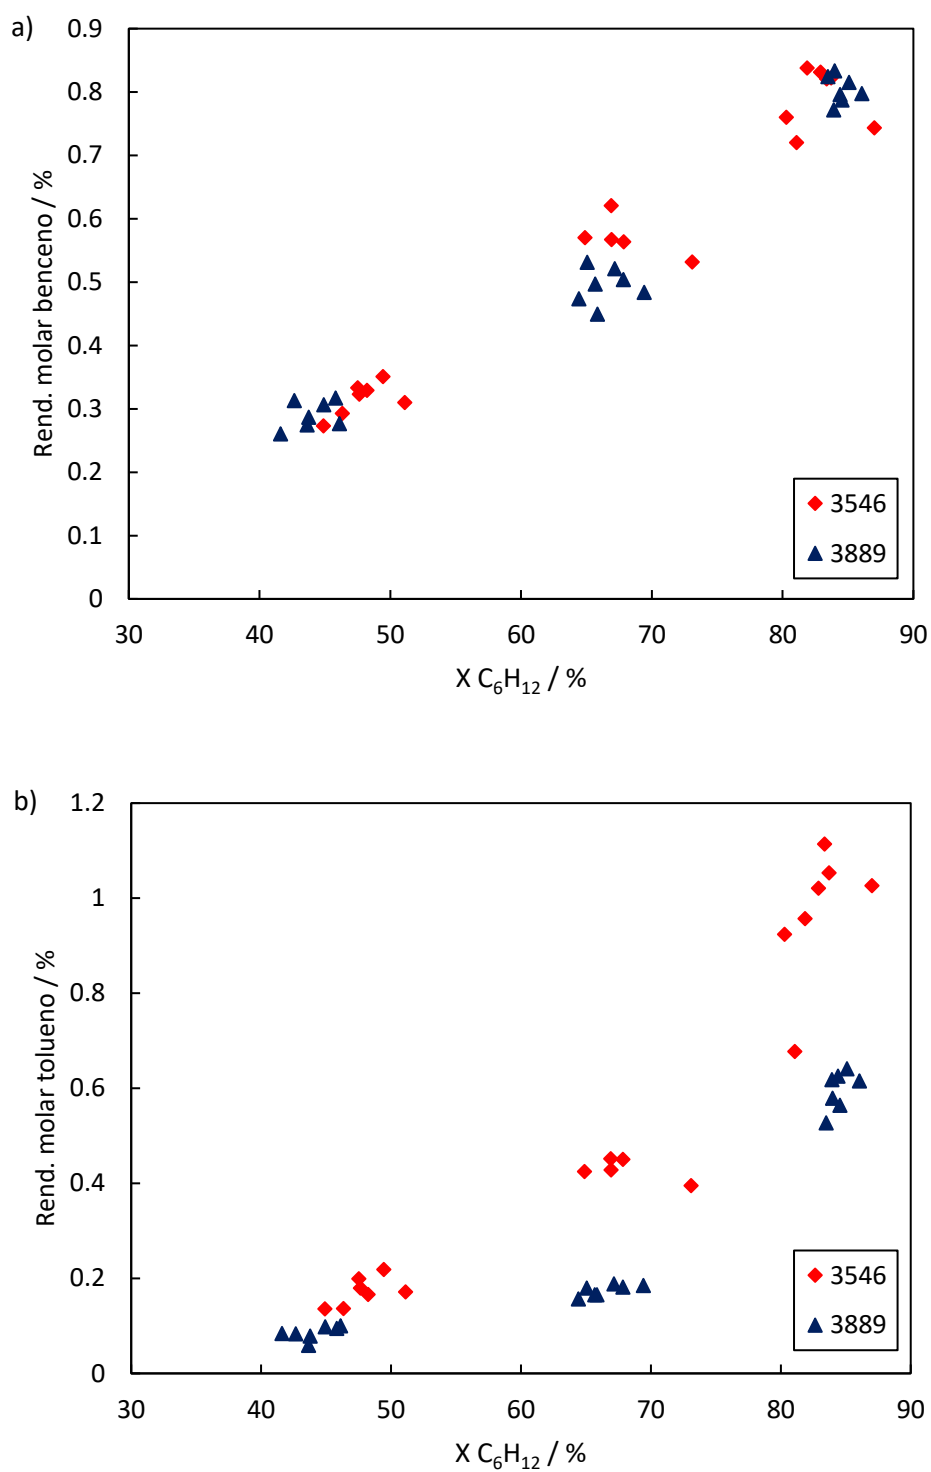 a)
0.9
0.8
0.7
0.6
0.5
0.4
0.3
0.2
0.1
0
Rend. molar benceno / %
3546
3889
30 40 50 60 70 80 90
X C₆H₁₂ / %
b)
1.2
1
0.8
0.6
0.4
0.2
0
Rend. molar tolueno / %
3546
3889
30 40 50 60 70 80 90
X C₆H₁₂ / %